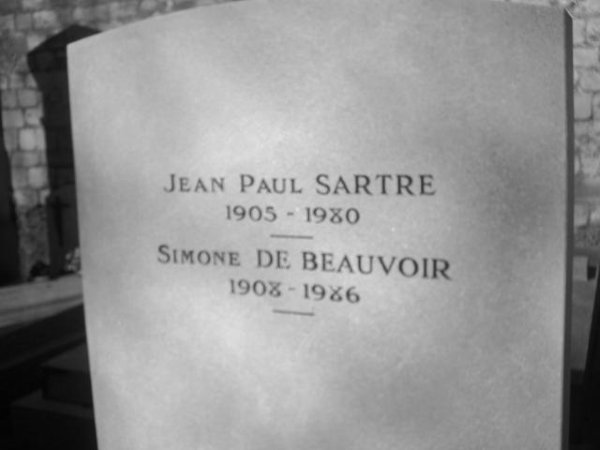 Jean Paul SARTRE
1905 - 1980
Simone DE BEAUVOIR
1908 - 1986